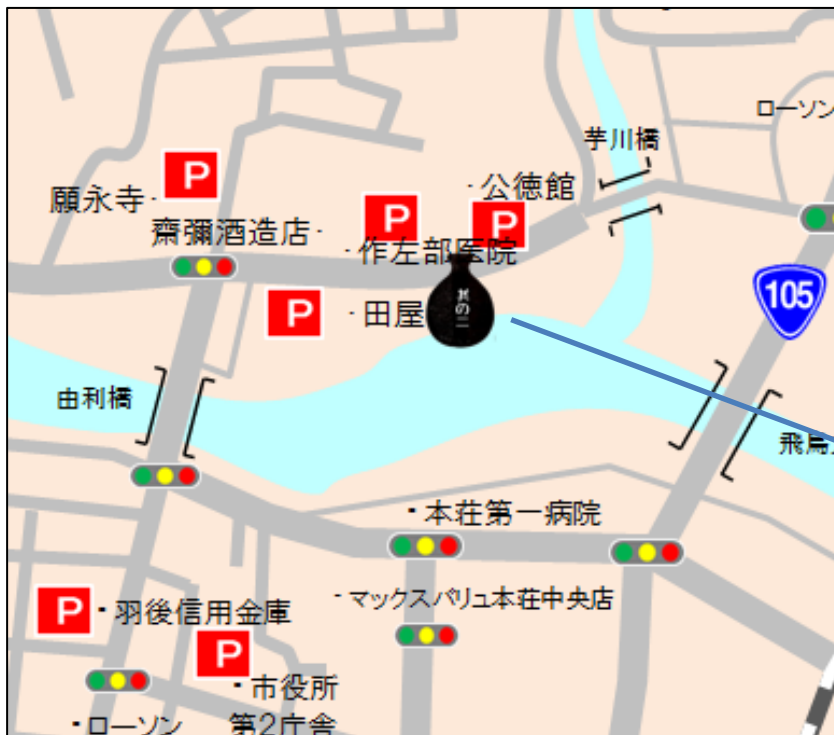 ローソン
芋川橋
公徳館
P
願永寺
P
P
齋彌酒造店
作左部医院
105
其の二
P
田屋
由利橋
飛鳥
本荘第一病院
マックスバリュ本荘中央店
P
羽後信用金庫
P
市役所
第2庁舎
ローソン